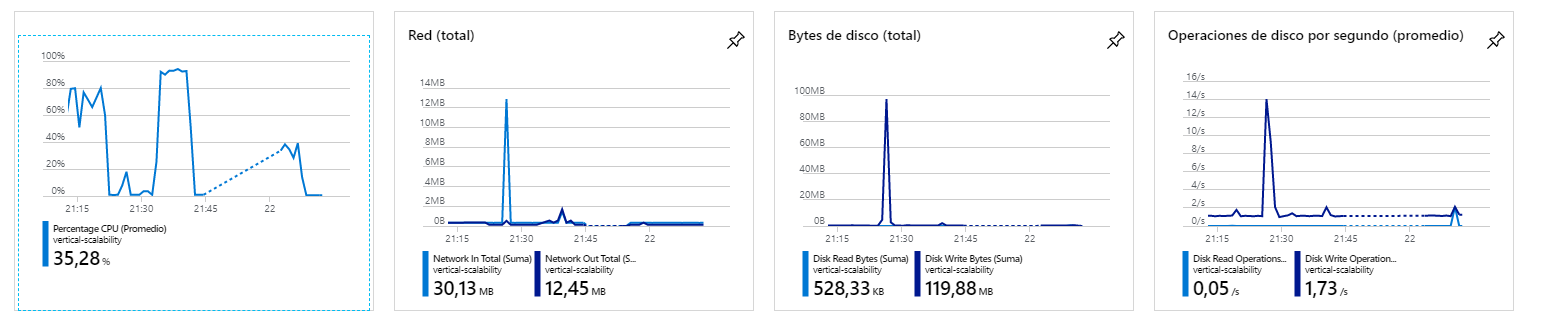 100%
80%
60%
40%
20%
0%
21:15 21:30 21:45 22
Percentage CPU (Promedio)
vertical-scalability
35,28 %
Red (total)
14MB
12MB
10MB
8MB
6MB
4MB
2MB
0B
21:15 21:30 21:45 22
Network In Total (Suma)
vertical-scalability
30,13 MB
Network Out Total (S...
vertical-scalability
12,45 MB
Bytes de disco (total)
100MB
80MB
60MB
40MB
20MB
0B
21:15 21:30 21:45 22
Disk Read Bytes (Suma)
vertical-scalability
528,33 KB
Disk Write Bytes (Suma)
vertical-scalability
119,88 MB
Operaciones de disco por segundo (promedio)
16/s
14/s
12/s
10/s
8/s
6/s
4/s
2/s
0/s
21:15 21:30 21:45 22
Disk Read Operations...
vertical-scalability
0,05 /s
Disk Write Operation...
vertical-scalability
1,73 /s